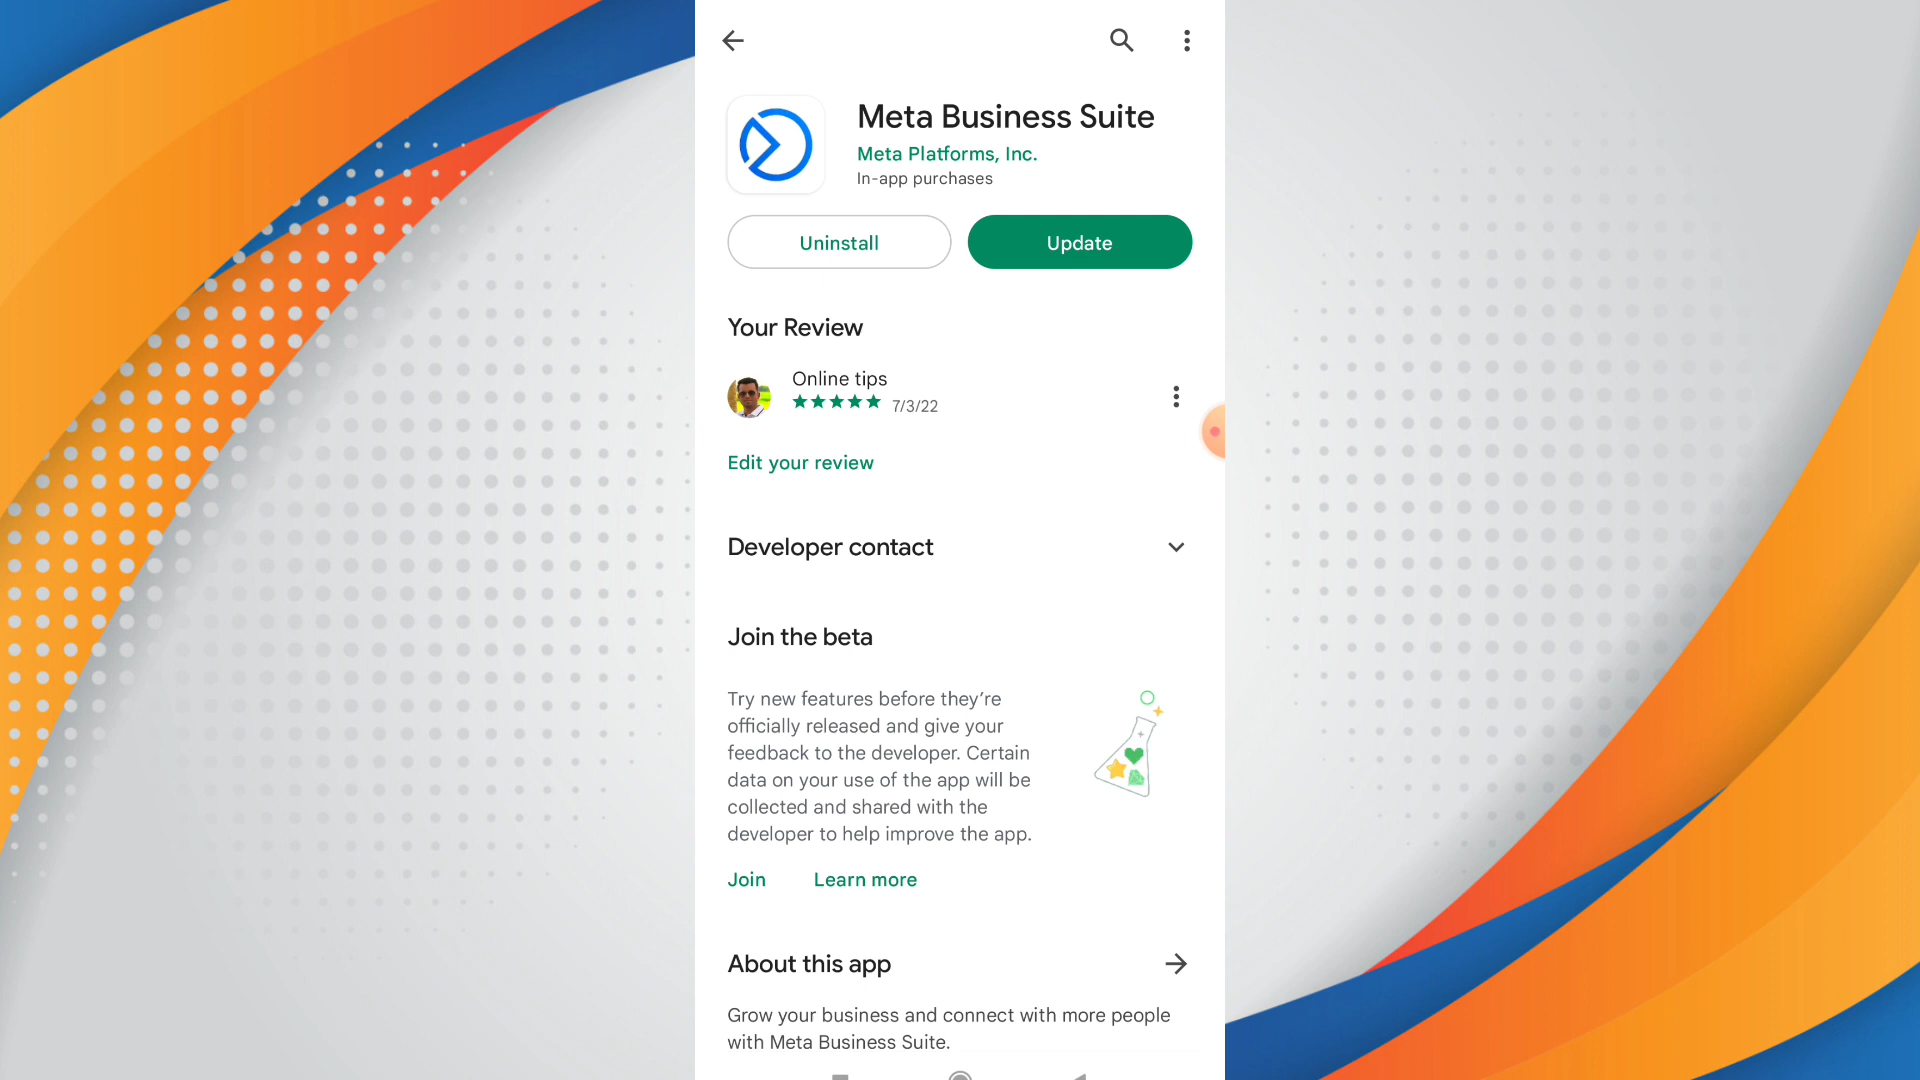 Meta Business Suite
Meta Platforms, Inc.
In-app purchases
Uninstall
Update
Your Review
Online tips
7/3/22
Edit your review
Developer contact
Join the beta
Try new features before they’re
officially released and give your
feedback to the developer. Certain
data on your use of the app will be
collected and shared with the
developer to help improve the app.
Join
Learn more
About this app
Grow your business and connect with more people
with Meta Business Suite.